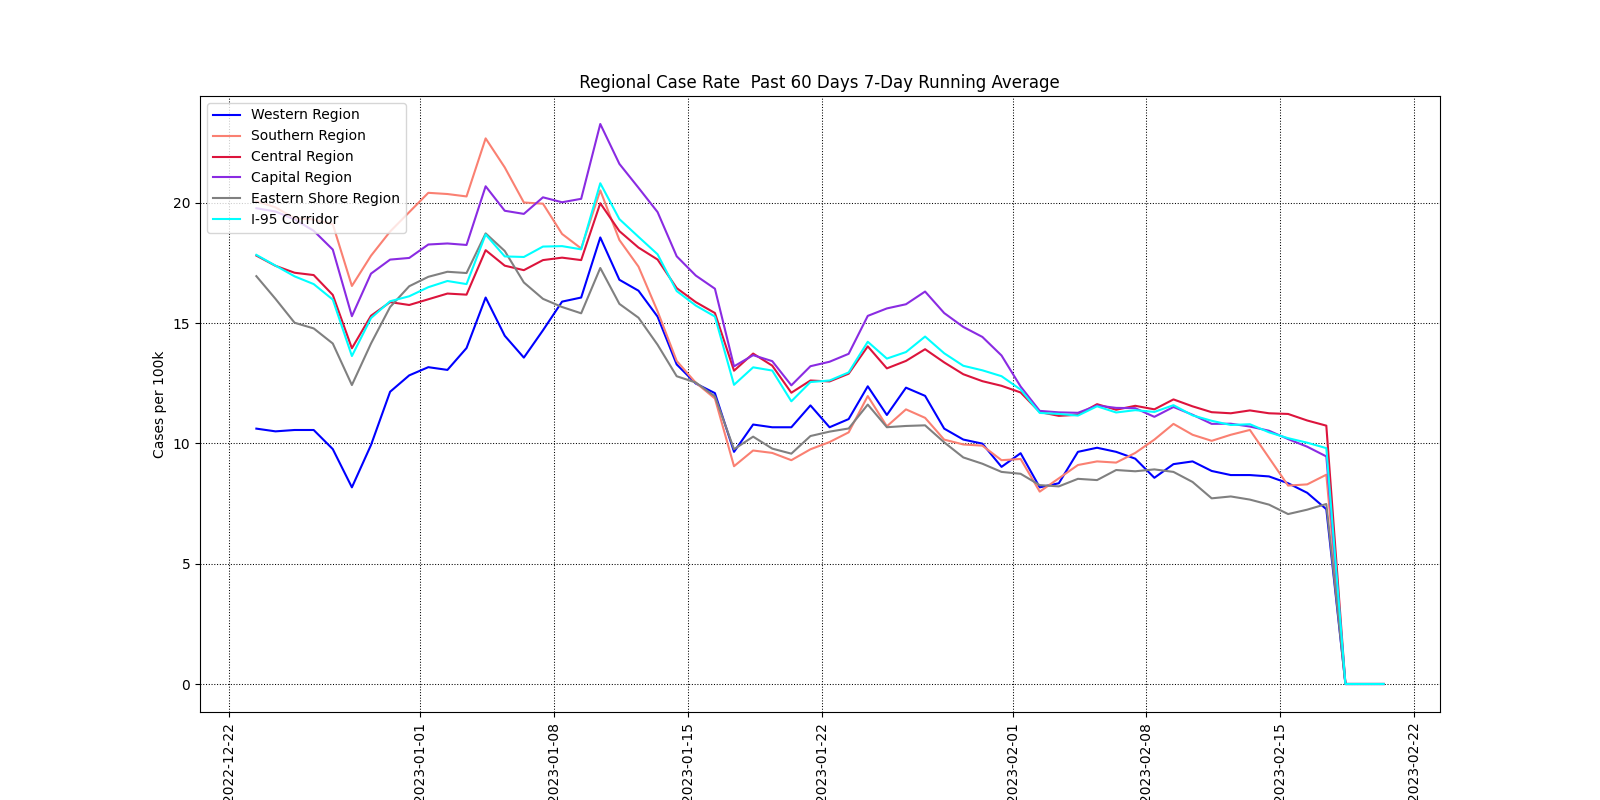 Regional Case Rate  Past 60 Days 7-Day Running Average
Western Region
Southern Region
Central Region
Capital Region
Eastern Shore Region
I-95 Corridor
Cases per 100k
20
15
10
5
0
2022-12-22
2023-01-01
2023-01-08
2023-01-15
2023-01-22
2023-02-01
2023-02-08
2023-02-15
2023-02-22